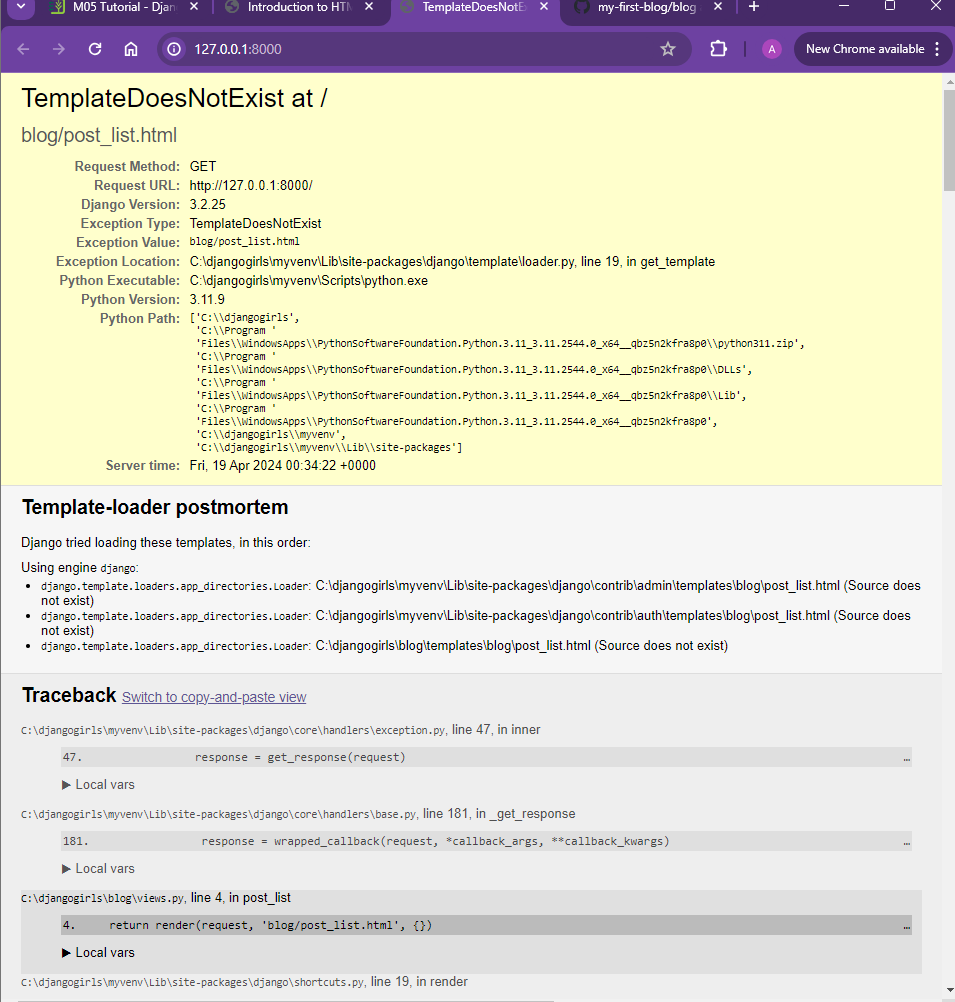 M05 Tutorial - Djan
Introduction to HTM
TemplateDoesNotE
my-first-blog/blog
127.0.0.1:8000
A
New Chrome available
TemplateDoesNotExist at /
blog/post_list.html
Request Method: GET
Request URL: http://127.0.0.1:8000/
Django Version: 3.2.25
Exception Type: TemplateDoesNotExist
Exception Value: blog/post_list.html
Exception Location: C:\djangogirls\myvenv\Lib\site-packages\django\template\loader.py, line 19, in get_template
Python Executable: C:\djangogirls\myvenv\Scripts\python.exe
Python Version: 3.11.9
Python Path: ['C:\\djangogirls',
'C:\\Program '
'Files\\WindowsApps\\PythonSoftwareFoundation.Python.3.11_3.11.2544.0_x64__qbz5n2kfra8p0\\python311.zip',
'C:\\Program '
'Files\\WindowsApps\\PythonSoftwareFoundation.Python.3.11_3.11.2544.0_x64__qbz5n2kfra8p0\\DLLs',
'C:\\Program '
'Files\\WindowsApps\\PythonSoftwareFoundation.Python.3.11_3.11.2544.0_x64__qbz5n2kfra8p0\\Lib',
'C:\\Program '
'Files\\WindowsApps\\PythonSoftwareFoundation.Python.3.11_3.11.2544.0_x64__qbz5n2kfra8p0',
'C:\\djangogirls\\myvenv',
'C:\\djangogirls\\myvenv\\Lib\\site-packages']
Server time: Fri, 19 Apr 2024 00:34:22 +0000
Template-loader postmortem
Django tried loading these templates, in this order:
Using engine django:
• django.template.loaders.app_directories.Loader: C:\djangogirls\myvenv\Lib\site-packages\django\contrib\admin\templates\blog\post_list.html (Source does
not exist)
• django.template.loaders.app_directories.Loader: C:\djangogirls\myvenv\Lib\site-packages\django\contrib\auth\templates\blog\post_list.html (Source does
not exist)
• django.template.loaders.app_directories.Loader: C:\djangogirls\blog\templates\blog\post_list.html (Source does not exist)
Traceback Switch to copy-and-paste view
C:\djangogirls\myvenv\Lib\site-packages\django\core\handlers\exception.py, line 47, in inner
47. response = get_response(request) …
▶ Local vars
C:\djangogirls\myvenv\Lib\site-packages\django\core\handlers\base.py, line 181, in _get_response
181. response = wrapped_callback(request, *callback_args, **callback_kwargs) …
▶ Local vars
C:\djangogirls\blog\views.py, line 4, in post_list
4. return render(request, 'blog/post_list.html', {}) …
▶ Local vars
C:\djangogirls\myvenv\Lib\site-packages\django\shortcuts.py, line 19, in render